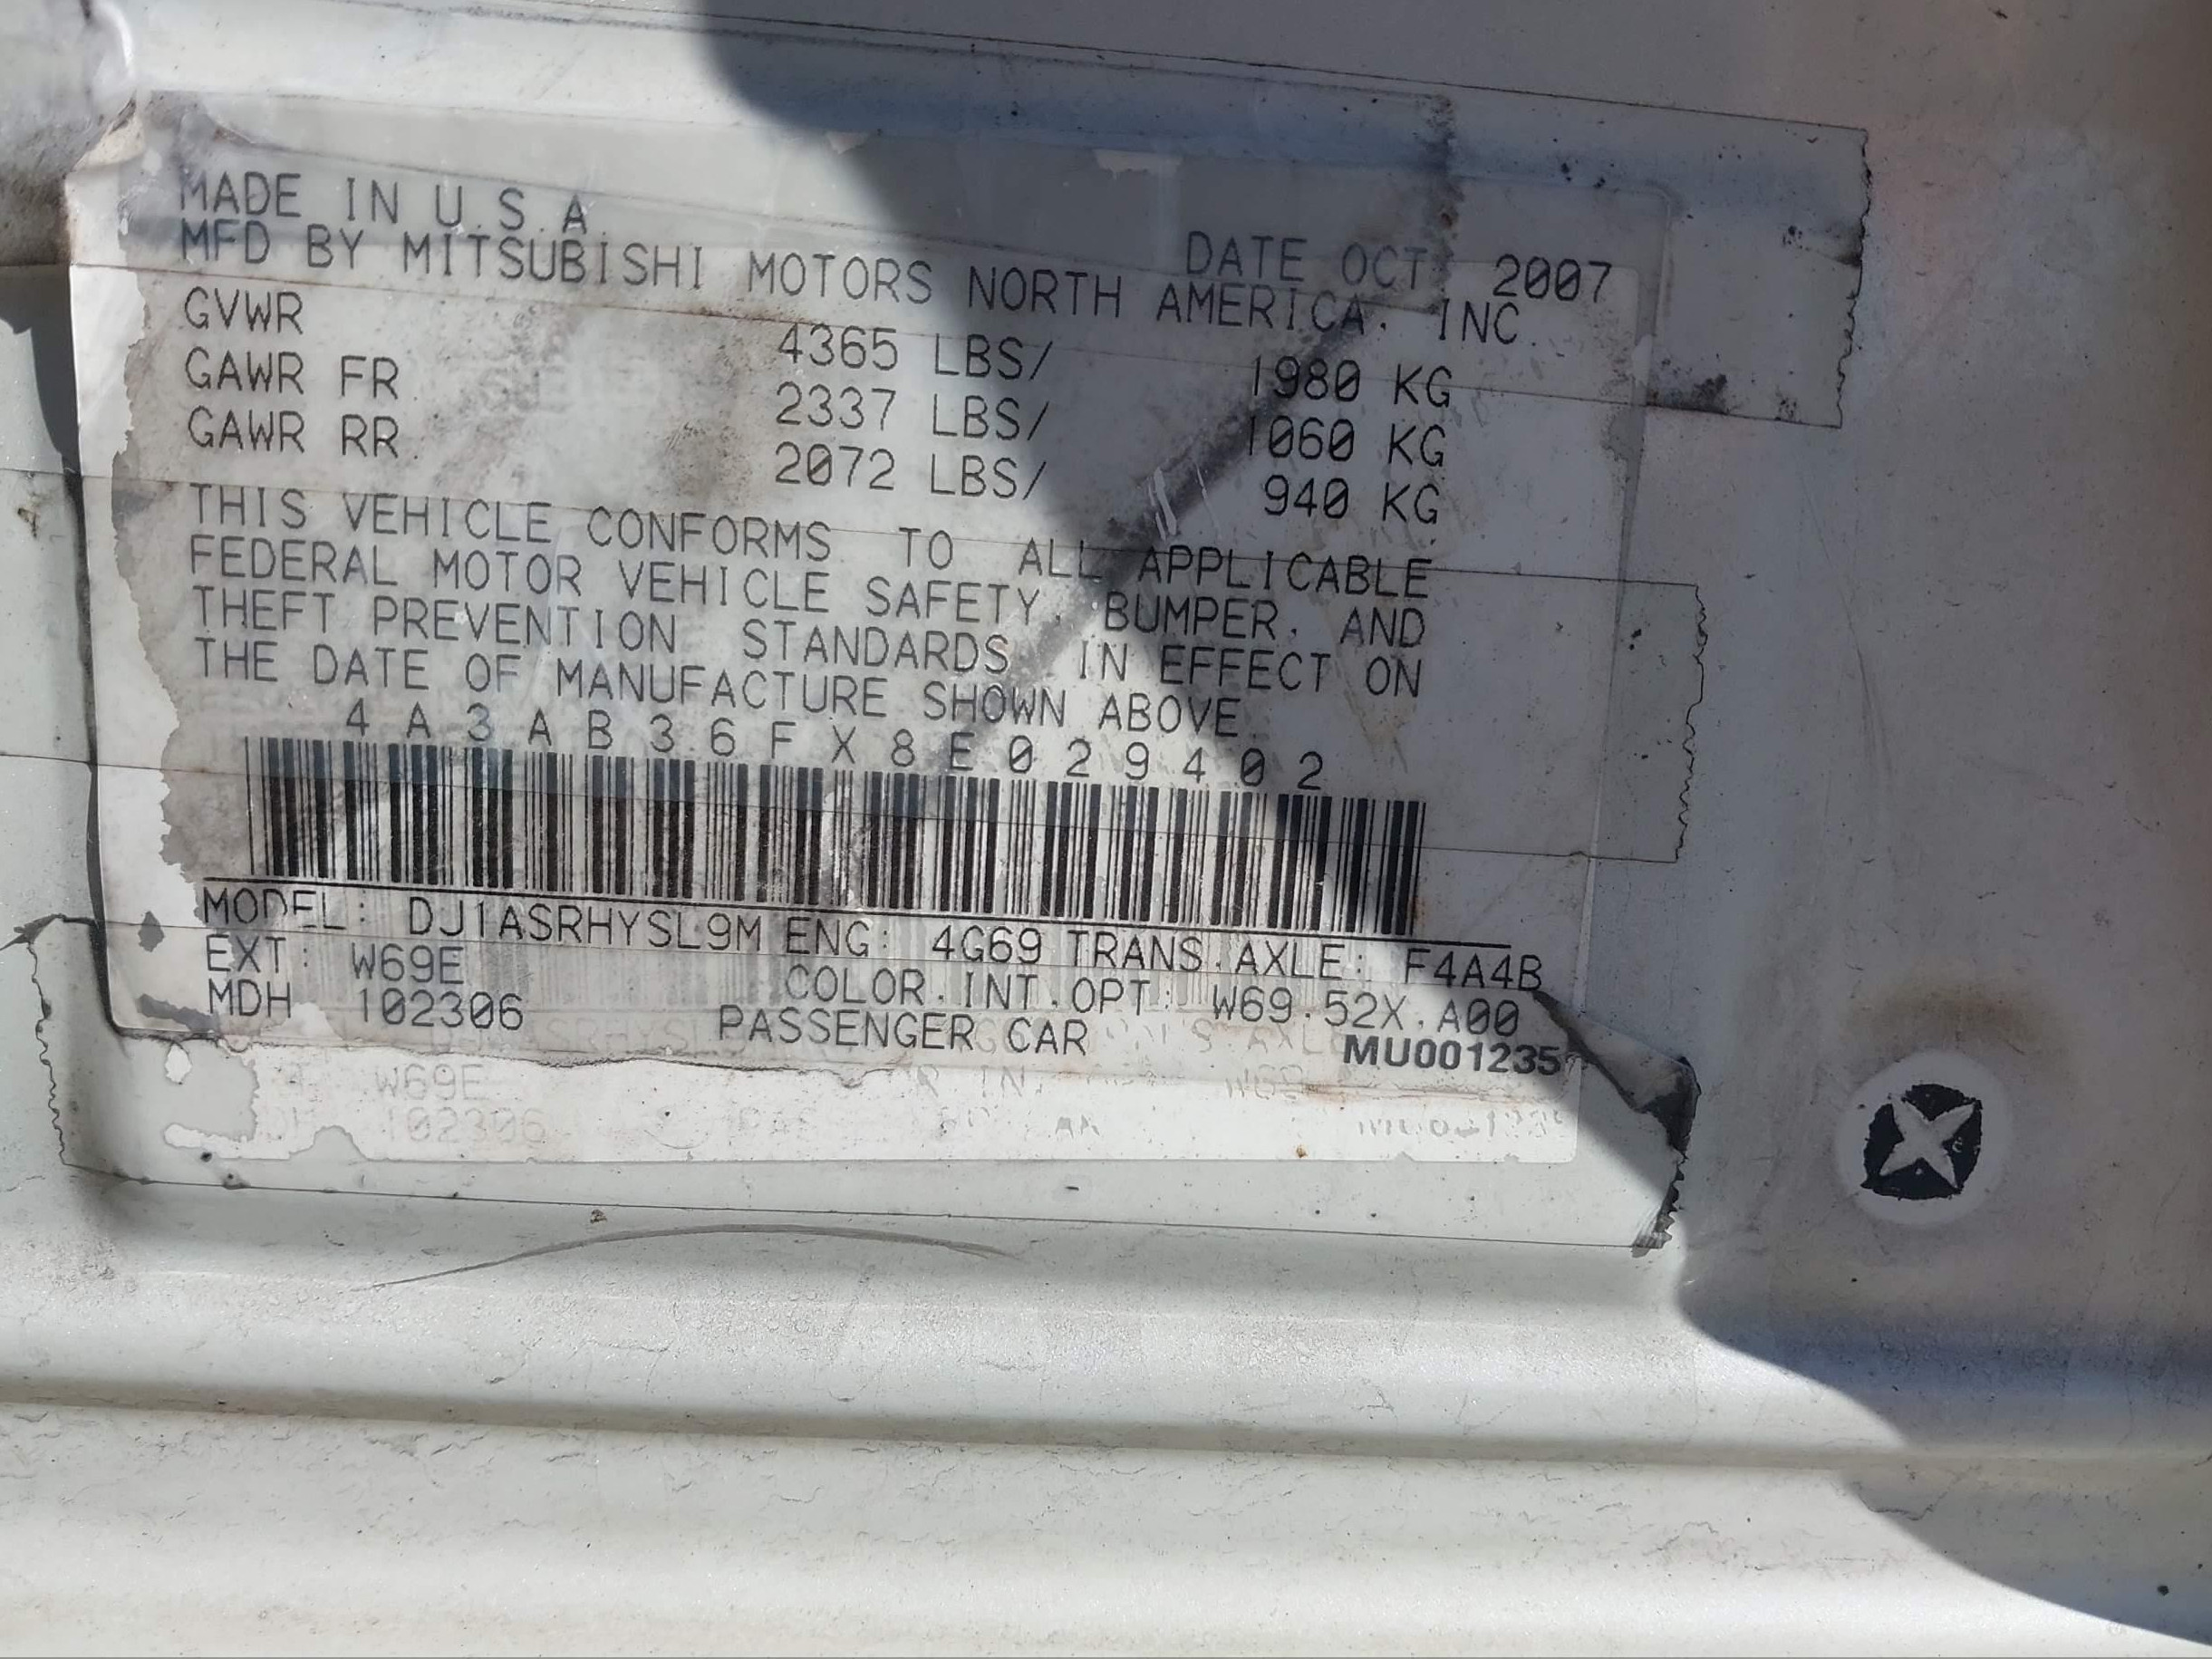 MADE IN U.S.A. DATE OCT. 2007
MFD BY MITSUBISHI MOTORS NORTH AMERICA, INC.
GVWR 4365 LBS/ 1980 KG
GAWR FR. 2337 LBS/ 1060 KG
GAWR RR. 2072 LBS/ 940 KG
THIS VEHICLE CONFORMS TO ALL APPLICABLE
FEDERAL MOTOR VEHICLE SAFETY, BUMPER, AND
THEFT PREVENTION STANDARDS IN EFFECT ON
THE DATE OF MANUFACTURE SHOWN ABOVE.
4A3AB36FX8E029402
MODEL: DJ1ASRHYSL9M ENG: 4G69 TRANS.AXLE: F4A4B
EXT: W69E COLOR.INT.OPT: W69.52X.A00
MDH 102306 PASSENGER CAR MU001235
W69E
102306